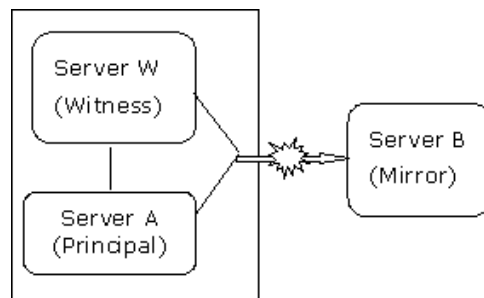 Server W
(Witness)
Server A
(Principal)
Server B
(Mirror)